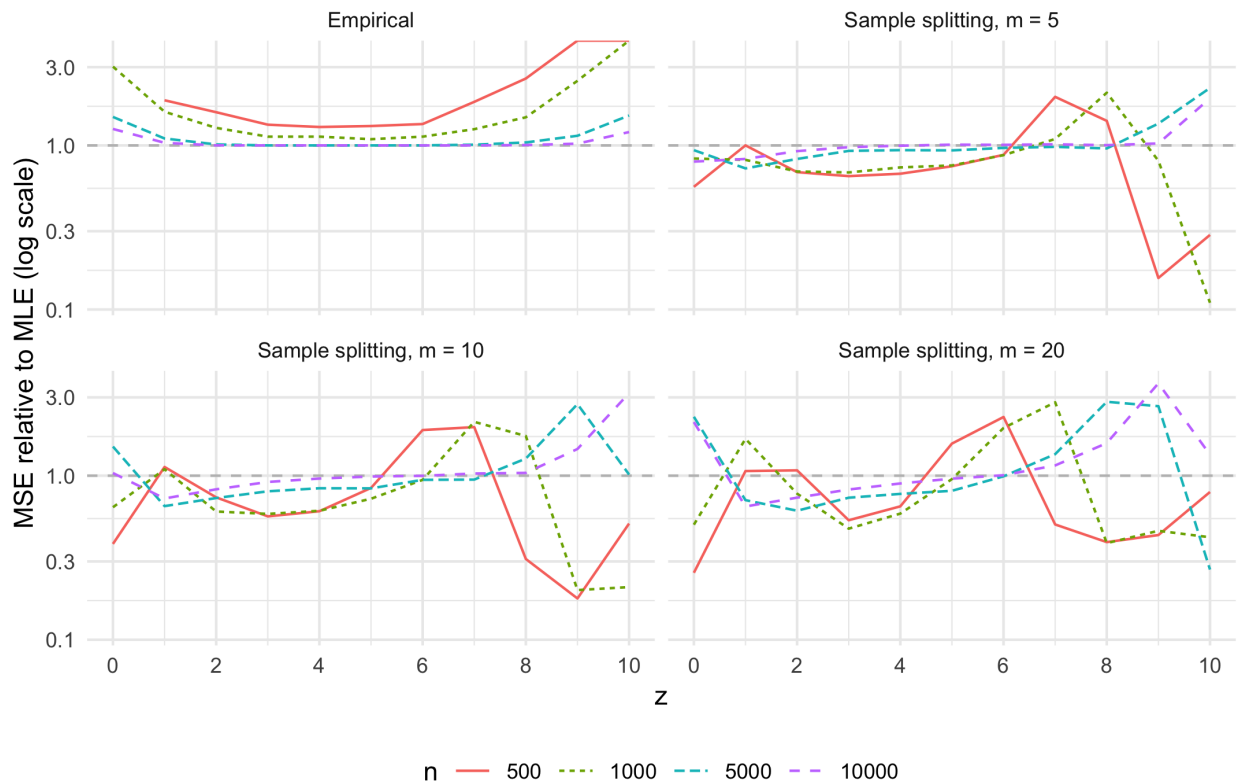 Empirical
Sample splitting, m = 5
3.0
1.0
0.3
0.1
Sample splitting, m = 10
Sample splitting, m = 20
3.0
1.0
0.3
0.1
0 2 4 6 8 10 0 2 4 6 8 10
z
MSE relative to MLE (log scale)
n 500 1000 5000 10000